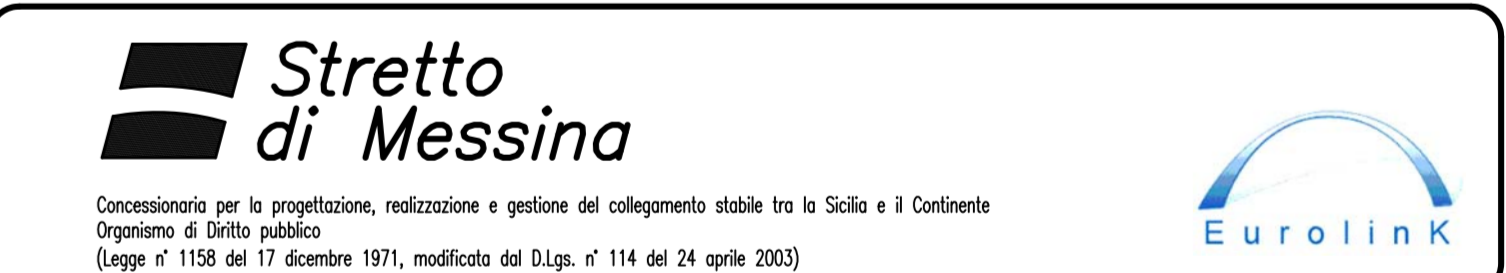 Stretto
di Messina
Concessionaria per la progettazione, realizzazione e gestione del collegamento stabile tra la Sicilia e il Continente
Organismo di Diritto pubblico
(Legge n° 1158 del 17 dicembre 1971, modificata dal D.Lgs. n° 114 del 24 aprile 2003)
EurolinK